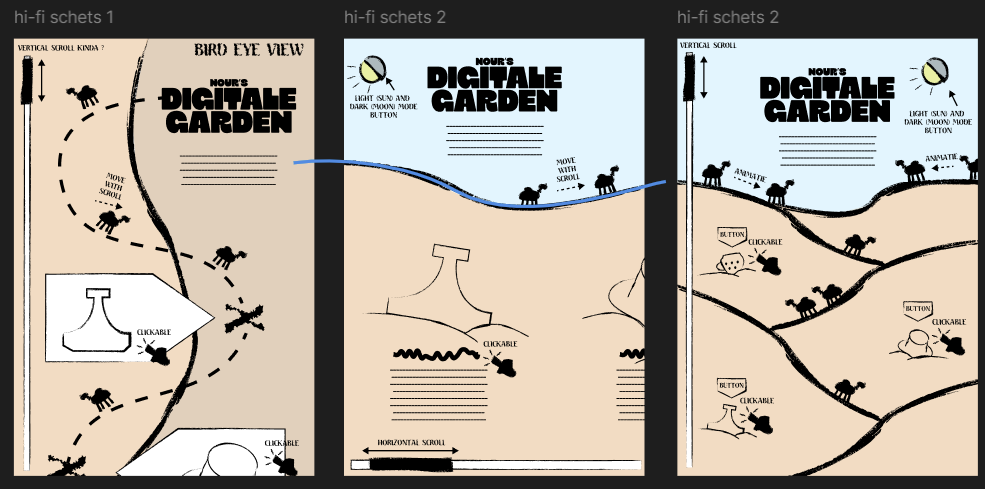 hi-fi schets 1
VERTICAL SCROLL KINDA ?
BIRD EYE VIEW
NOUR'S
DIGITALE
GARDEN
MOVE
WITH
SCROLL
CLICKABLE
CLICKABLE
hi-fi schets 2
LIGHT (SUN) AND
DARK (MOON) MODE
BUTTON
NOUR'S
DIGITALE
GARDEN
MOVE
WITH
SCROLL
CLICKABLE
HORIZONTAL SCROLL
hi-fi schets 2
VERTICAL SCROLL
NOUR'S
DIGITALE
GARDEN
LIGHT (SUN) AND
DARK (MOON) MODE
BUTTON
ANIMATIE
ANIMATIE
BUTTON
CLICKABLE
BUTTON
CLICKABLE
BUTTON
CLICKABLE